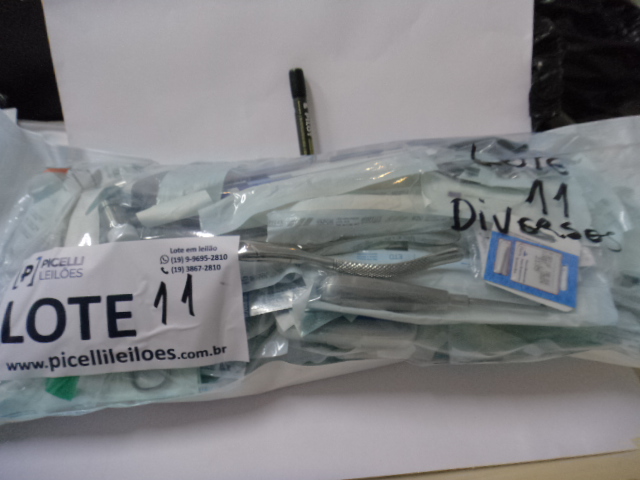 PILOT
LOTE
11
DIVERSOS
[P] PICELLI
LEILÕES
Lote em leilão
(19) 9-9695-2810
(19) 3867-2810
LOTE 11
www.picellileiloes.com.br